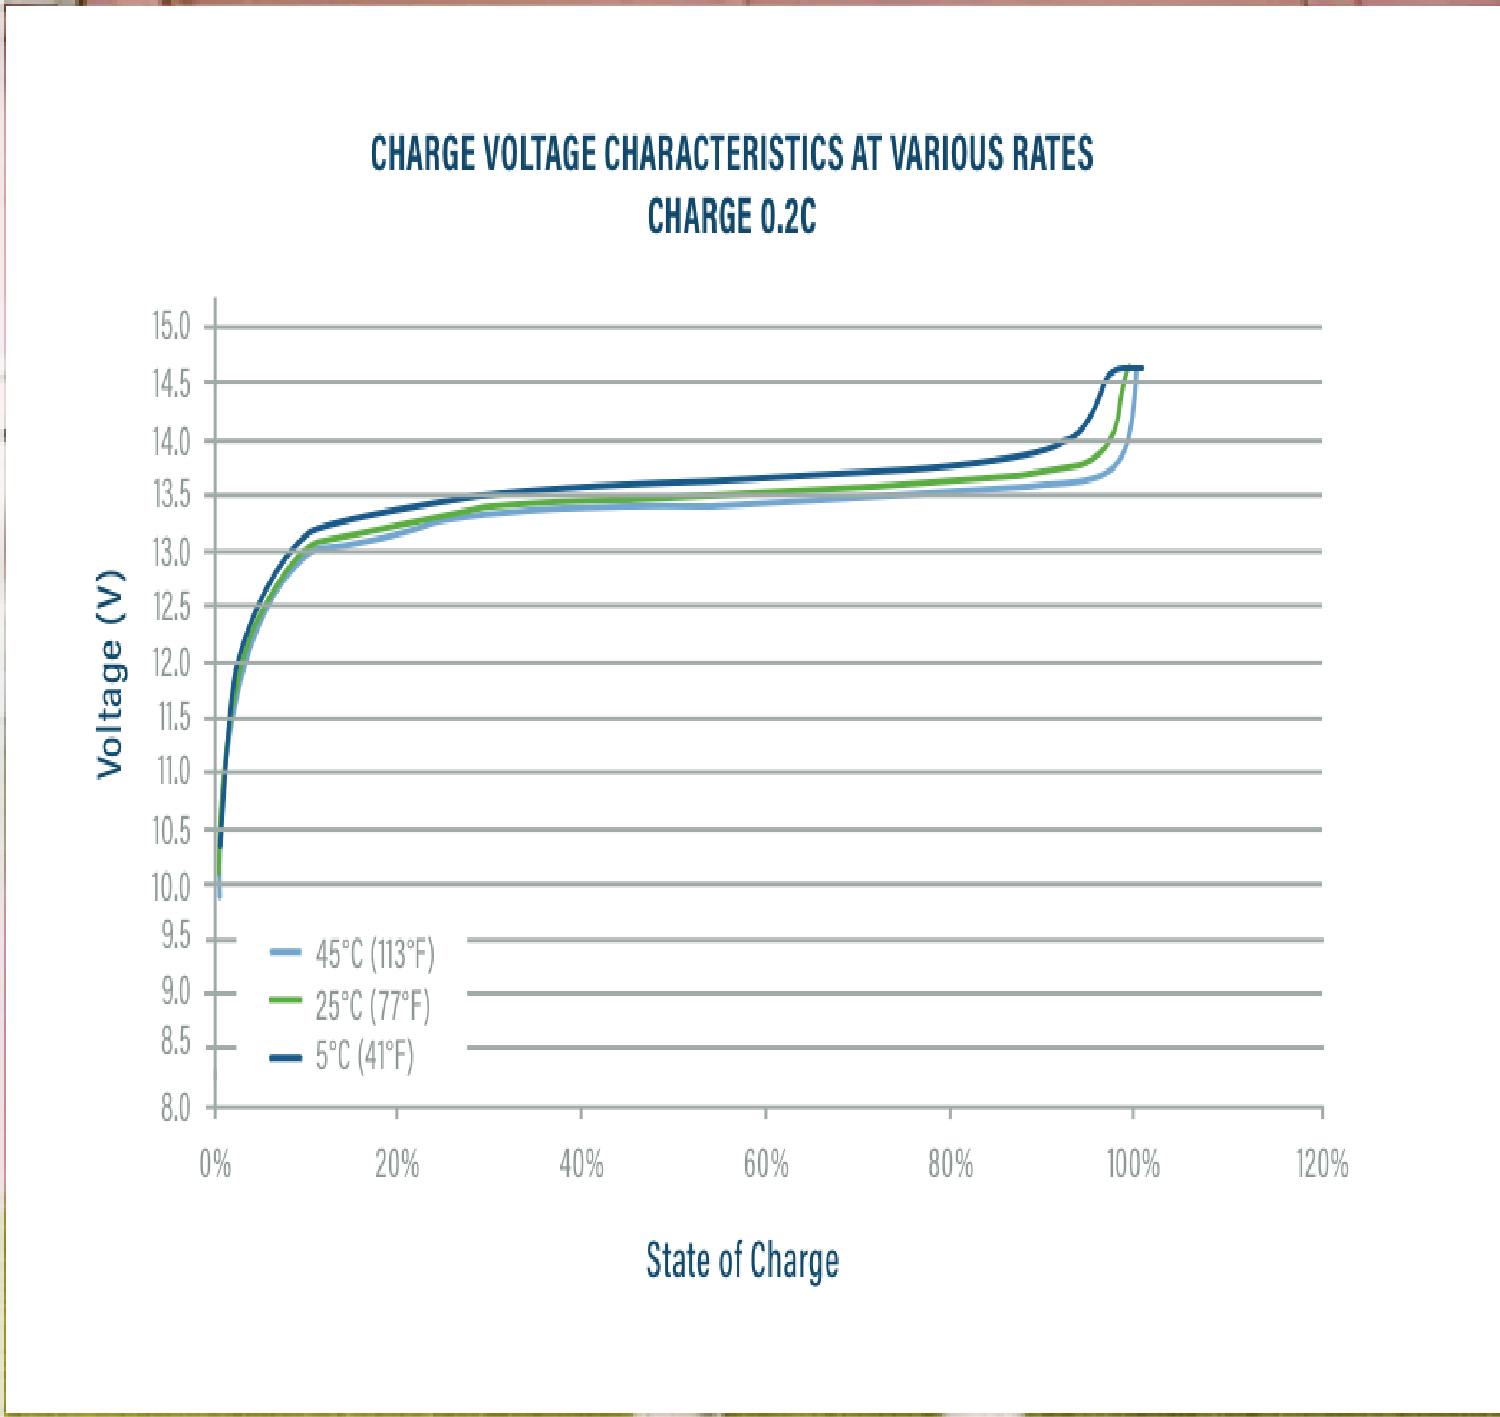 CHARGE VOLTAGE CHARACTERISTICS AT VARIOUS RATES
CHARGE 0.2C
Voltage (V)
15.0
14.5
14.0
13.5
13.0
12.5
12.0
11.5
11.0
10.5
10.0
9.5
9.0
8.5
8.0
45°C (113°F)
25°C (77°F)
5°C (41°F)
0% 20% 40% 60% 80% 100% 120%
State of Charge